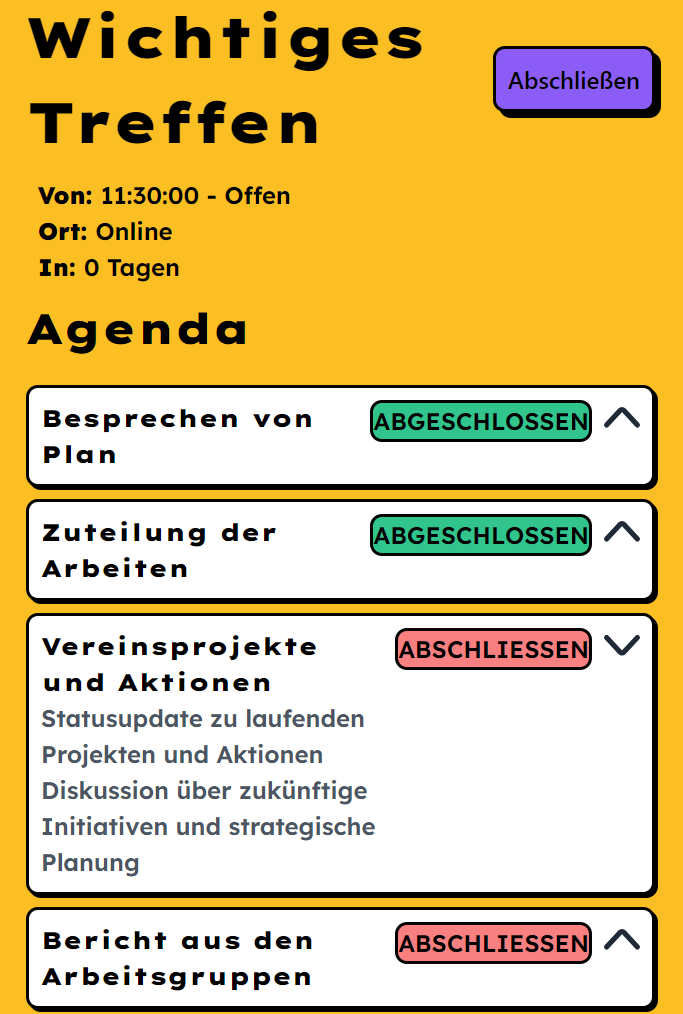 Wichtiges
Treffen
Abschließen
Von: 11:30:00 - Offen
Ort: Online
In: 0 Tagen
Agenda
Besprechen von
Plan
ABGESCHLOSSEN
Zuteilung der
Arbeiten
ABGESCHLOSSEN
Vereinsprojekte
und Aktionen
ABSCHLIESSEN
Statusupdate zu laufenden
Projekten und Aktionen
Diskussion über zukünftige
Initiativen und strategische
Planung
Bericht aus den
Arbeitsgruppen
ABSCHLIESSEN